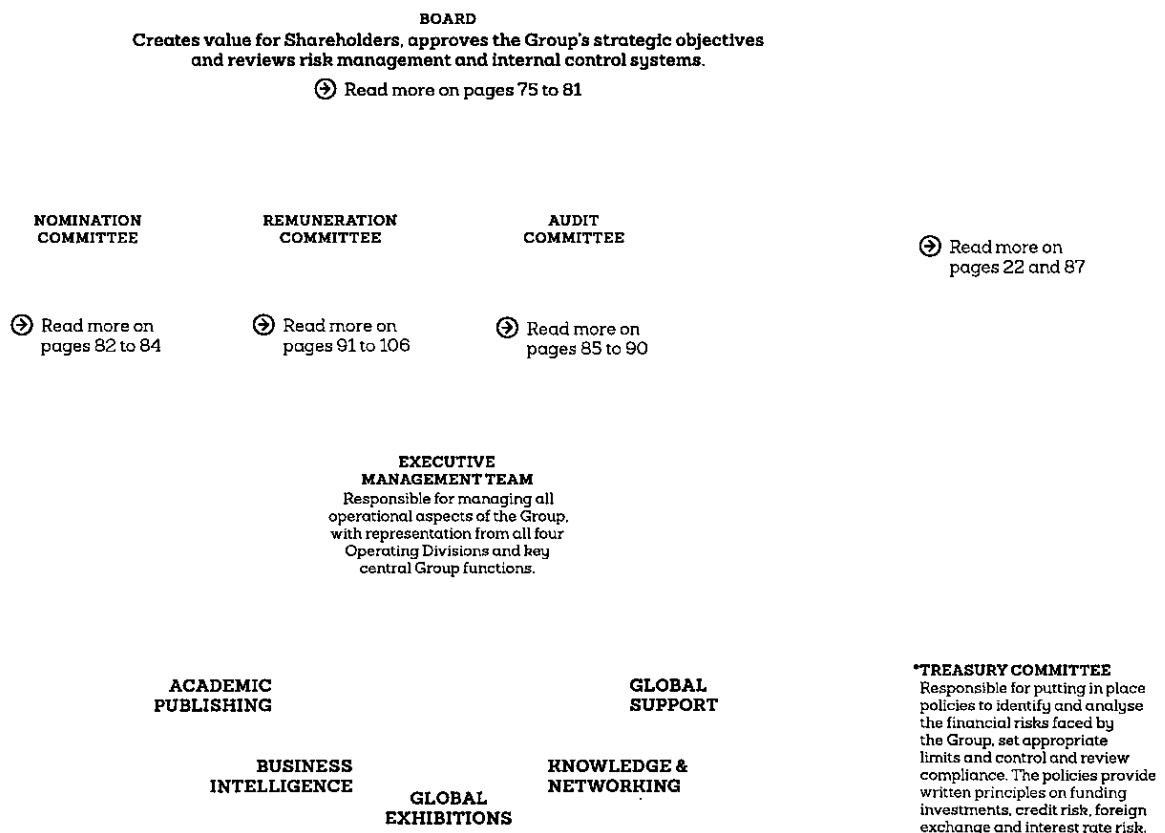 BOARD
Creates value for Shareholders, approves the Group's strategic objectives
and reviews risk management and internal control systems.
Read more on pages 75 to 81
NOMINATION
COMMITTEE
REMUNERATION
COMMITTEE
AUDIT
COMMITTEE
Read more on
pages 22 and 87
Read more on
pages 82 to 84
Read more on
pages 91 to 106
Read more on
pages 85 to 90
EXECUTIVE
MANAGEMENT TEAM
Responsible for managing all
operational aspects of the Group,
with representation from all four
Operating Divisions and key
central Group functions.
ACADEMIC
PUBLISHING
GLOBAL
SUPPORT
BUSINESS
INTELLIGENCE
GLOBAL
EXHIBITIONS
KNOWLEDGE &
NETWORKING
*TREASURY COMMITTEE
Responsible for putting in place
policies to identify and analyse
the financial risks faced by
the Group, set appropriate
limits and control and review
compliance. The policies provide
written principles on funding
investments, credit risk, foreign
exchange and interest rate risk.